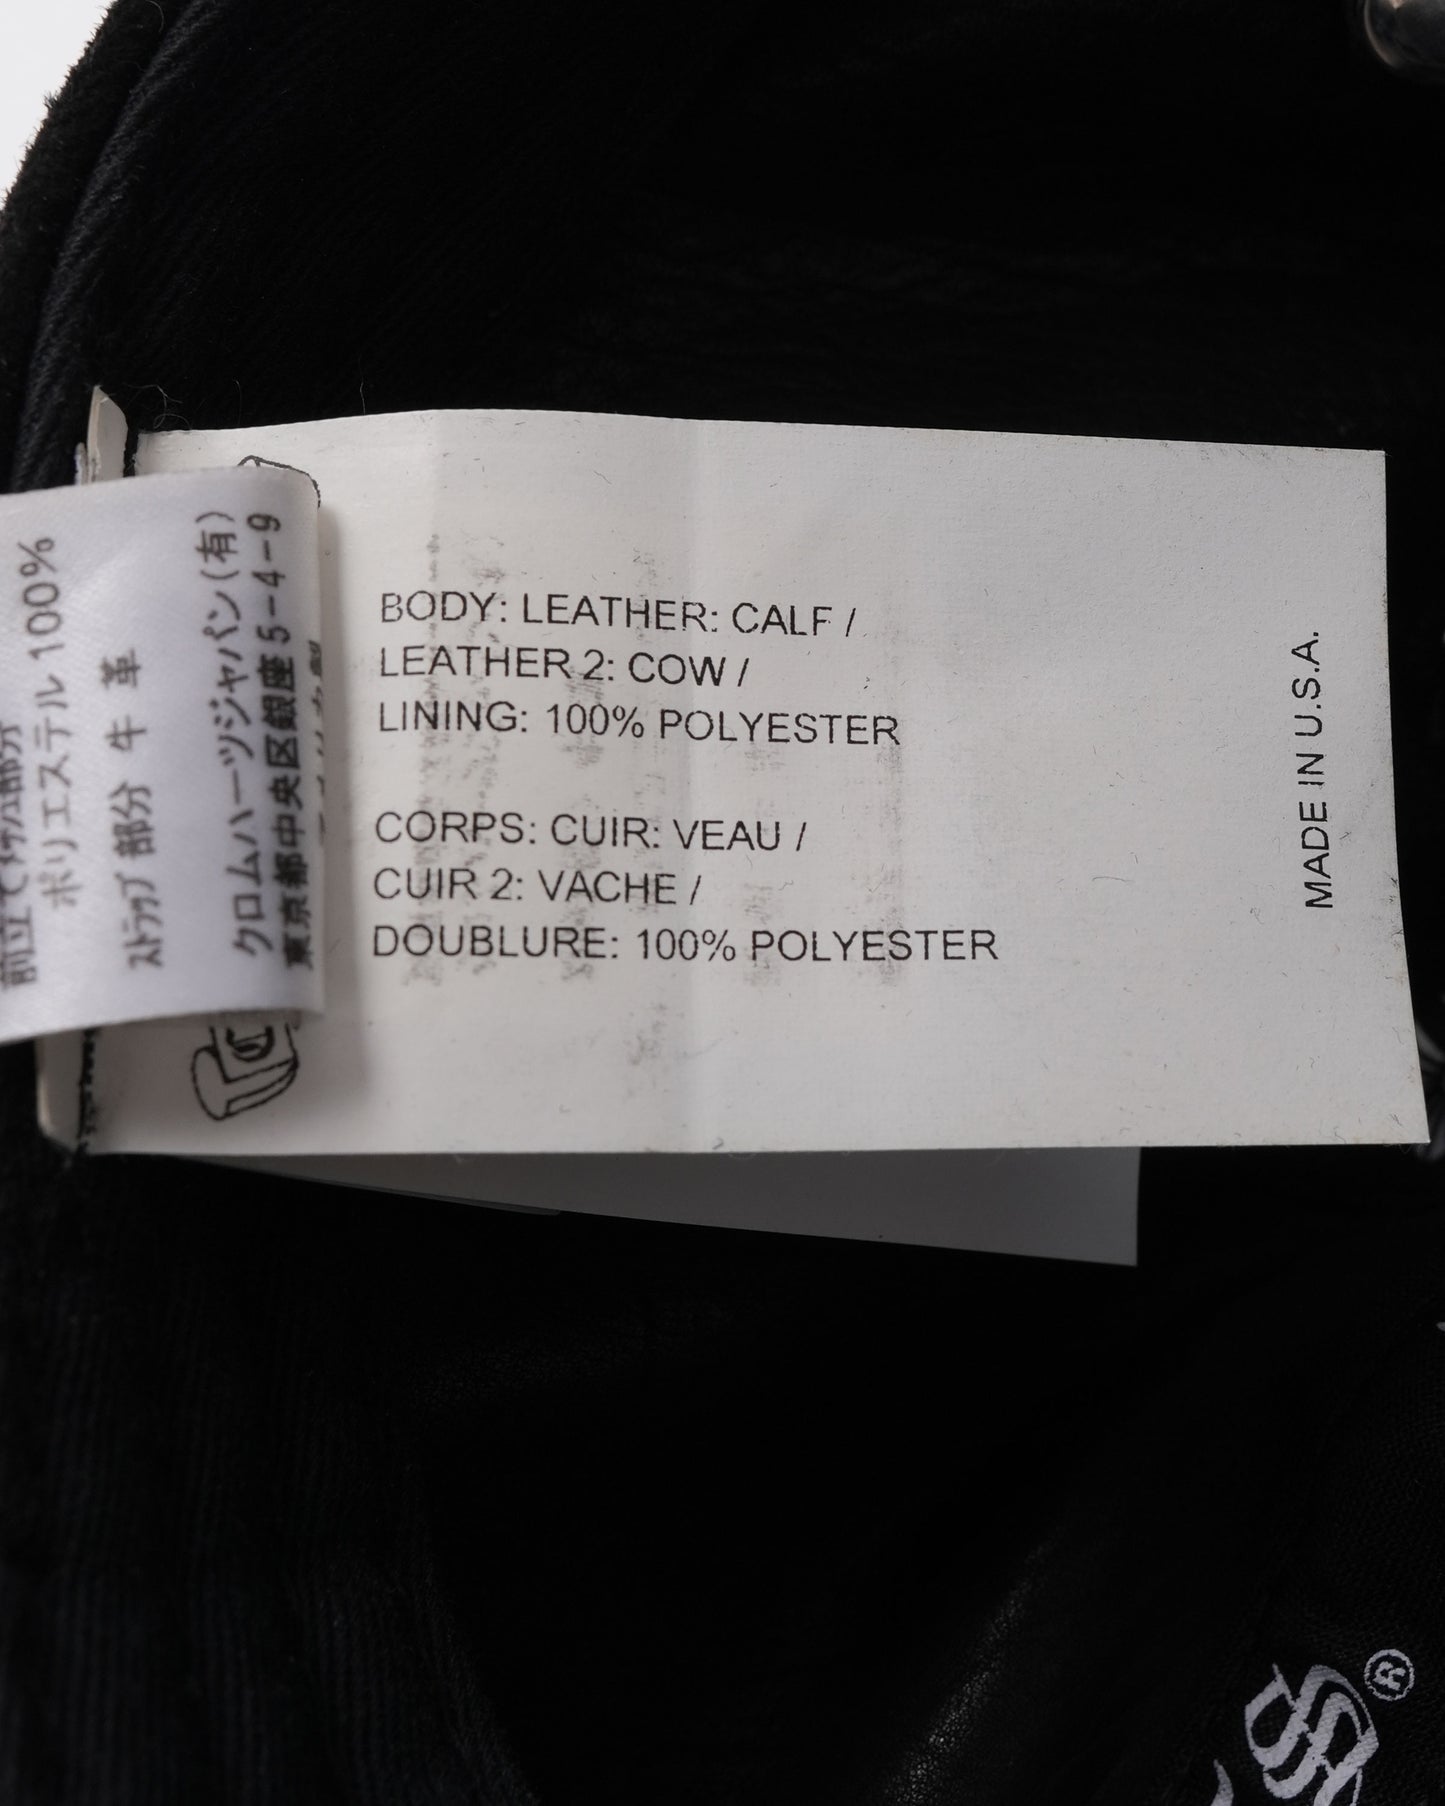 BODY: LEATHER: CALF /
LEATHER 2: COW /
LINING: 100% POLYESTER
CORPS: CUIR: VEAU /
CUIR 2: VACHE /
DOUBLURE: 100% POLYESTER
MADE IN U.S.A.
ポリエステル 100%
ストラップ部分 牛 革
クロムハーツジャパン(有)
東京都中央区銀座 5-4-9
®